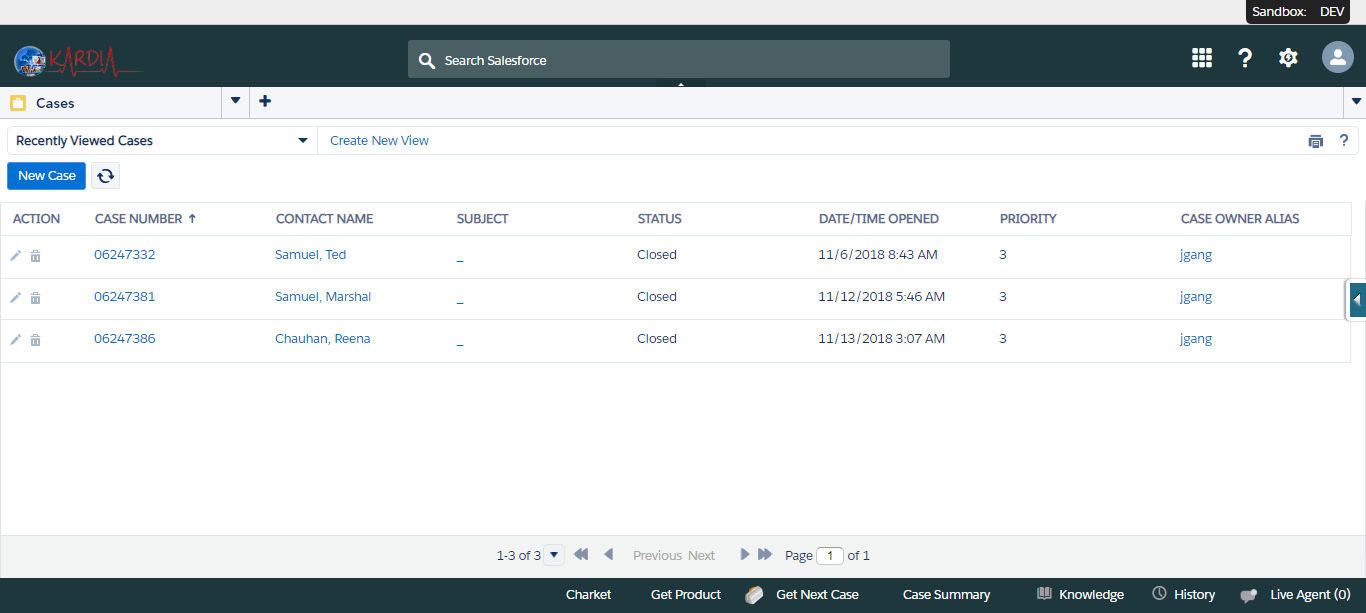 Sandbox: DEV
KARDIA
Search Salesforce
Cases
Recently Viewed Cases
Create New View
?
New Case
ACTION CASE NUMBER ↑ CONTACT NAME SUBJECT STATUS DATE/TIME OPENED PRIORITY CASE OWNER ALIAS
06247332 Samuel, Ted _ Closed 11/6/2018 8:43 AM 3 jgang
06247381 Samuel, Marshal _ Closed 11/12/2018 5:46 AM 3 jgang
06247386 Chauhan, Reena _ Closed 11/13/2018 3:07 AM 3 jgang
1-3 of 3 Previous Next Page 1 of 1
Charket Get Product Get Next Case Case Summary Knowledge History Live Agent (0)